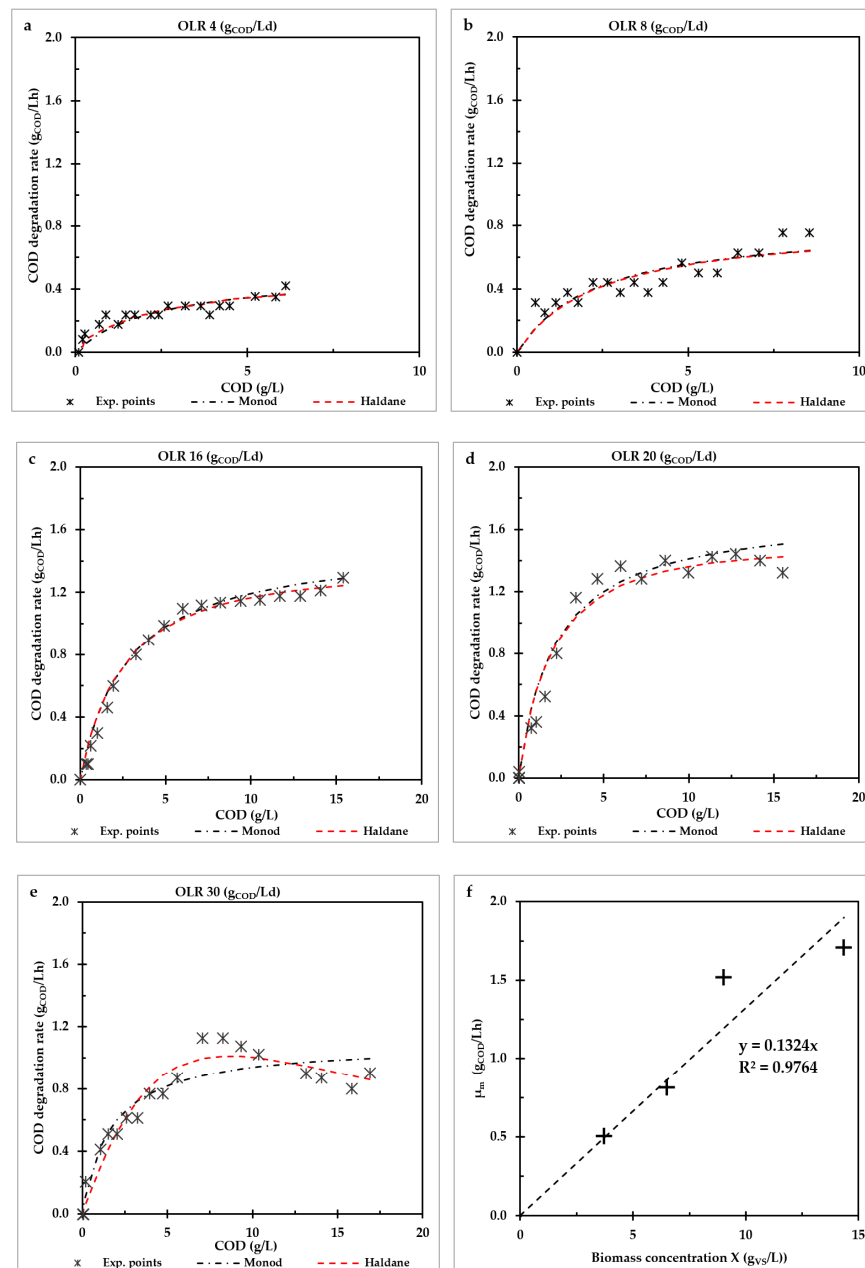 a
OLR 4 (gCOD/Ld)
COD degradation rate (gCOD/Lh)
2.0
1.6
1.2
0.8
0.4
0.0
0
5
10
COD (g/L)
Exp. points
Monod
Haldane
b
OLR 8 (gCOD/Ld)
COD degradation rate (gCOD/Lh)
2.0
1.6
1.2
0.8
0.4
0.0
0
5
10
COD (g/L)
Exp. points
Monod
Haldane
c
OLR 16 (gCOD/Ld)
COD degradation rate (gCOD/Lh)
2.0
1.6
1.2
0.8
0.4
0.0
0
5
10
15
20
COD (g/L)
Exp. points
Monod
Haldane
d
OLR 20 (gCOD/Ld)
COD degradation rate (gCOD/Lh)
2.0
1.6
1.2
0.8
0.4
0.0
0
5
10
15
20
COD (g/L)
Exp. points
Monod
Haldane
e
OLR 30 (gCOD/Ld)
COD degradation rate (gCOD/Lh)
2.0
1.6
1.2
0.8
0.4
0.0
0
5
10
15
20
COD (g/L)
Exp. points
Monod
Haldane
f
μm (gCOD/Lh)
2.0
1.5
1.0
0.5
0.0
y = 0.1324x
R² = 0.9764
0
5
10
15
Biomass concentration X (gVS/L))